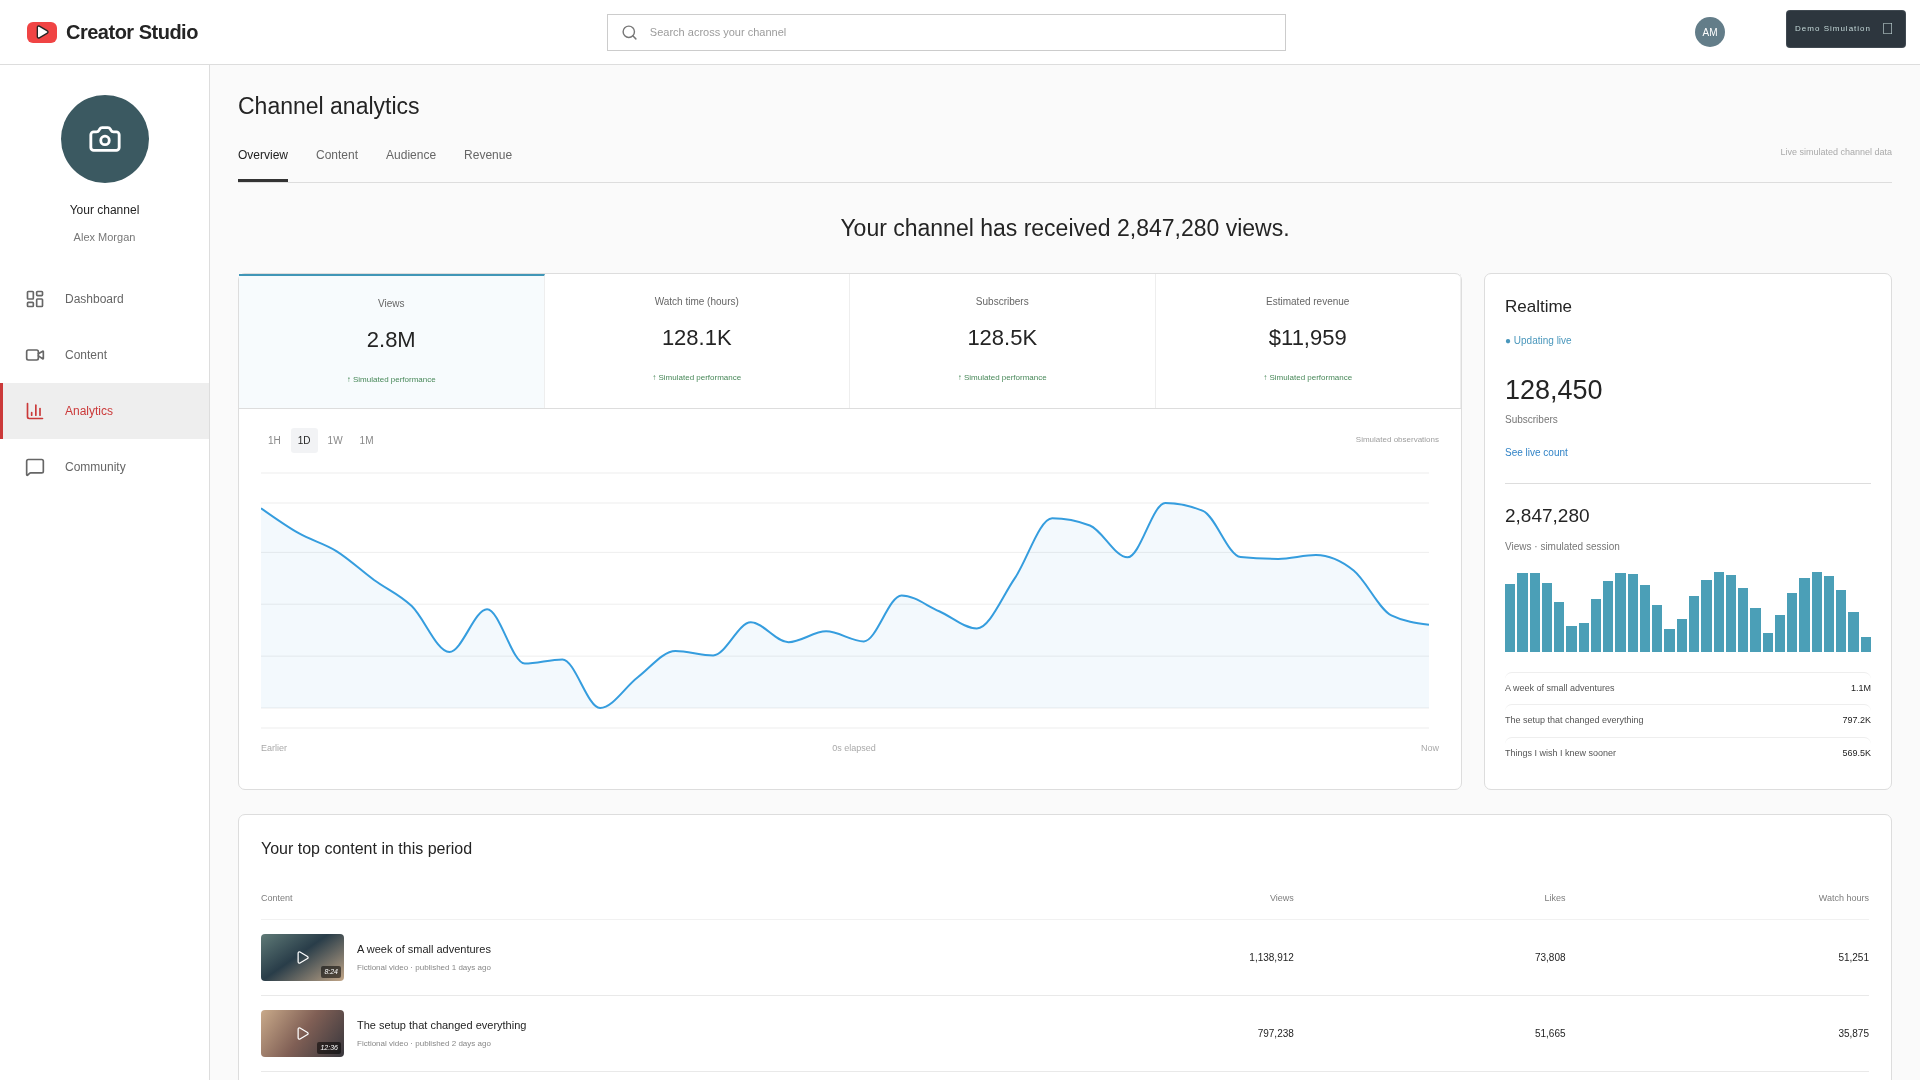 Creator Studio
Search across your channel
AM
Demo Simulation
Your channel
Alex Morgan
Dashboard
Content
Analytics
Community
Channel analytics
Overview
Content
Audience
Revenue
Live simulated channel data
Your channel has received 2,847,280 views.
Views
2.8M
↑ Simulated performance
Watch time (hours)
128.1K
↑ Simulated performance
Subscribers
128.5K
↑ Simulated performance
Estimated revenue
$11,959
↑ Simulated performance
1H
1D
1W
1M
Simulated observations
Earlier
0s elapsed
Now
Realtime
● Updating live
128,450
Subscribers
See live count
2,847,280
Views · simulated session
A week of small adventures 1.1M
The setup that changed everything 797.2K
Things I wish I knew sooner 569.5K
Your top content in this period
Content Views Likes Watch hours
8:24
A week of small adventures
Fictional video · published 1 days ago
1,138,912 73,808 51,251
12:36
The setup that changed everything
Fictional video · published 2 days ago
797,238 51,665 35,875